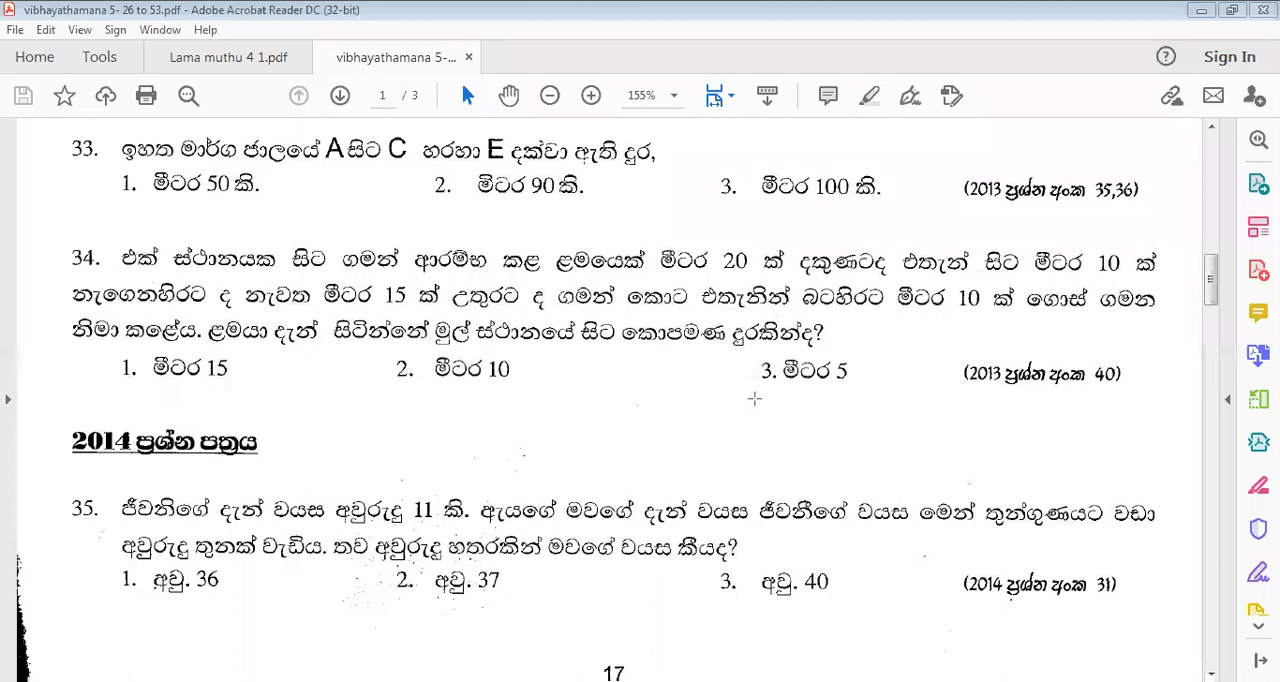 vibhayathamana 5- 26 to 53.pdf - Adobe Acrobat Reader DC (32-bit)
File Edit View Sign Window Help
Home Tools Lama muthu 4 1.pdf vibhayathamana 5-... × Sign In
1 / 3 155%
33. ඉහත මාර්ග ජාලයේ A සිට C හරහා E දක්වා ඇති දුර,
1. මීටර 50 කි. 2. මිටර 90 කි. 3. මීටර 100 කි. (2013 ප්‍රශ්න අංක 35,36)
34. එක් ස්ථානයක සිට ගමන් ආරම්භ කළ ළමයෙක් මීටර 20 ක් දකුණටද එතැන් සිට මීටර 10 ක්
නැගෙනහිරට ද නැවත මීටර 15 ක් උතුරට ද ගමන් කොට එතැනින් බටහිරට මීටර 10 ක් ගොස් ගමන
නිමා කළේය. ළමයා දැන් සිටින්නේ මුල් ස්ථානයේ සිට කොපමණ දුරකින්ද?
1. මීටර 15 2. මීටර 10 3. මීටර 5 (2013 ප්‍රශ්න අංක 40)
2014 ප්‍රශ්න පත්‍රය
35. ජීවනිගේ දැන් වයස අවුරුදු 11 කි. ඇයගේ මවගේ දැන් වයස ජීවනීගේ වයස මෙන් තුන්ගුණයට වඩා
අවුරුදු තුනක් වැඩිය. තව අවුරුදු හතරකින් මවගේ වයස කීයද?
1. අවු. 36 2. අවු. 37 3. අවු. 40 (2014 ප්‍රශ්න අංක 31)
17